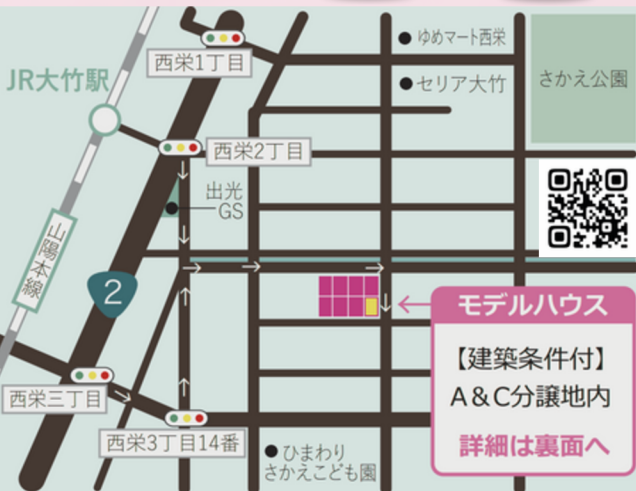 ゆめマート西栄
西栄1丁目
JR大竹駅
セリア大竹
さかえ公園
西栄2丁目
出光
GS
山陽本線
2
モデルハウス
【建築条件付】
A&C分譲地内
詳細は裏面へ
西栄三丁目
西栄3丁目14番
ひまわり
さかえこども園